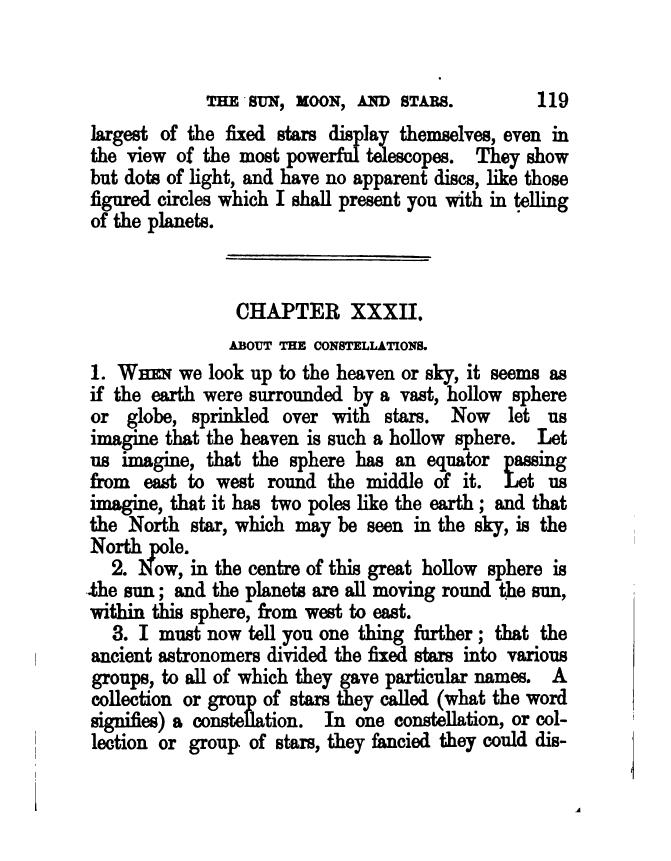 THE SUN, MOON, AND STARS. 119
largest of the fixed stars display themselves, even in
the view of the most powerful telescopes. They show
but dots of light, and have no apparent discs, like those
figured circles which I shall present you with in telling
of the planets.
CHAPTER XXXII.
ABOUT THE CONSTELLATIONS.
1. WHEN we look up to the heaven or sky, it seems as
if the earth were surrounded by a vast, hollow sphere
or globe, sprinkled over with stars. Now let us
imagine that the heaven is such a hollow sphere. Let
us imagine, that the sphere has an equator passing
from east to west round the middle of it. Let us
imagine, that it has two poles like the earth; and that
the North star, which may be seen in the sky, is the
North pole.
2. Now, in the centre of this great hollow sphere is
the sun; and the planets are all moving round the sun,
within this sphere, from west to east.
3. I must now tell you one thing further; that the
ancient astronomers divided the fixed stars into various
groups, to all of which they gave particular names. A
collection or group of stars they called (what the word
signifies) a constellation. In one constellation, or col-
lection or group of stars, they fancied they could dis-